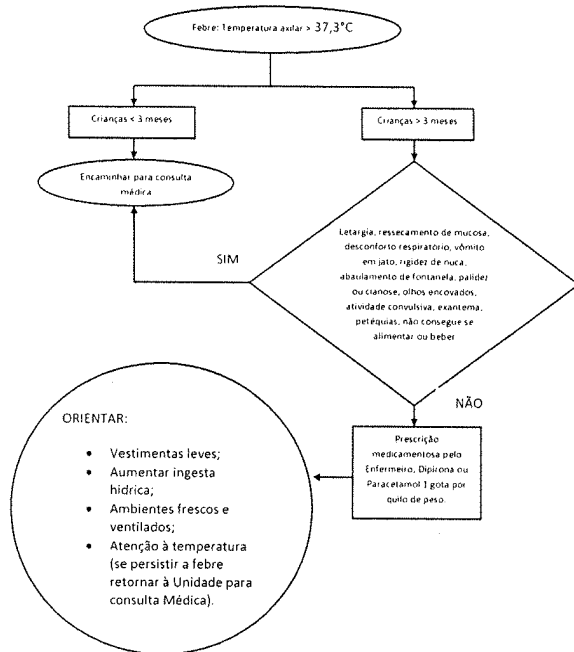 Febre: Temperatura axilar > 37,3°C
Crianças < 3 meses
Crianças > 3 meses
Encaminhar para consulta
médica
Letargia, ressecamento de mucosa,
desconforto respiratório, vômito
em jato, rigidez de nuca,
abaulamento de fontanela, palidez
ou cianose, olhos encovados,
atividade convulsiva, exantema,
petéquias, não consegue se
alimentar ou beber
SIM
NÃO
Prescrição
medicamentosa pelo
Enfermeiro, Dipirona ou
Paracetamol 1 gota por
quilo de peso.
ORIENTAR:
• Vestimentas leves;
• Aumentar ingesta
hídrica;
• Ambientes frescos e
ventilados;
• Atenção à temperatura
(se persistir a febre
retornar à Unidade para
consulta Médica).